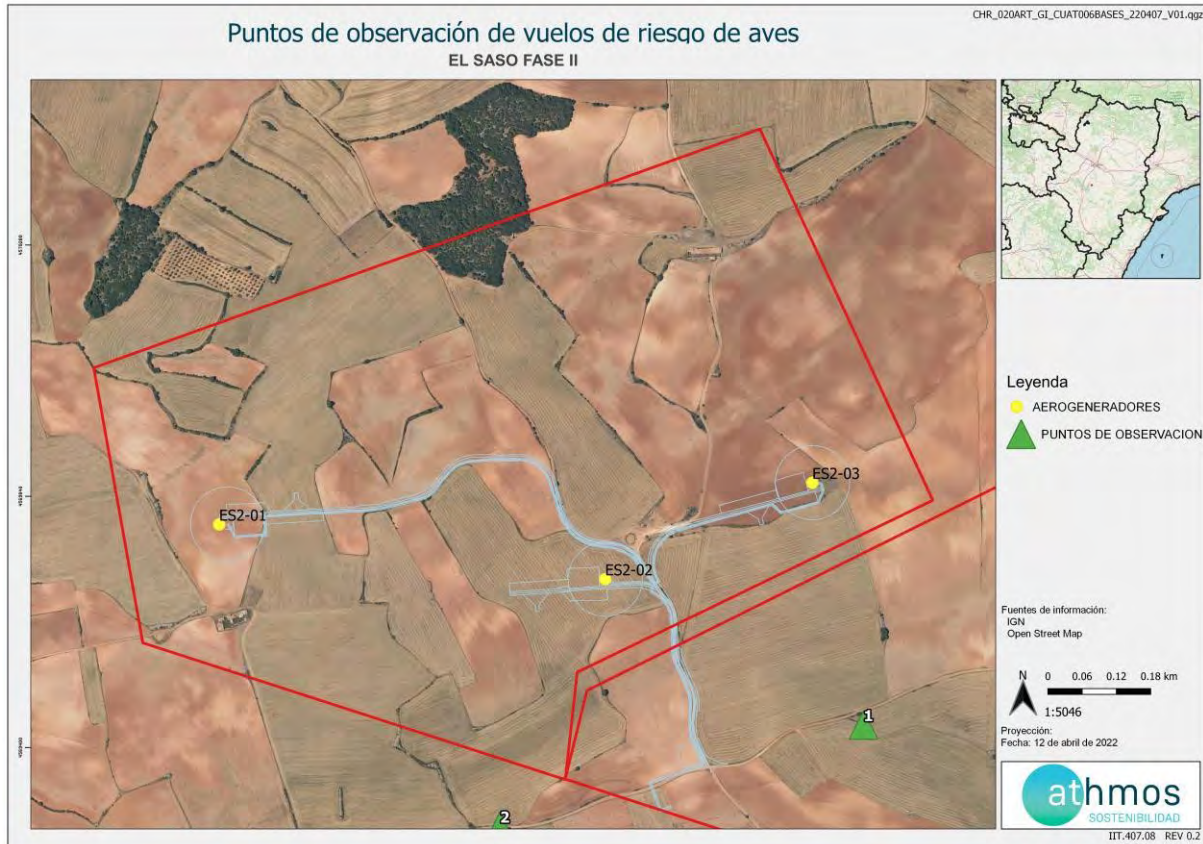 CHR_020ART_GI_CUAT006BASES_220407_V01.qgz
Puntos de observación de vuelos de riesgo de aves
EL SASO FASE II
ES2-01
ES2-02
ES2-03
1
2
Leyenda
AEROGENERADORES
PUNTOS DE OBSERVACION
Fuentes de información:
IGN
Open Street Map
N
0 0.06 0.12 0.18 km
1:5046
Proyección:
Fecha: 12 de abril de 2022
athmos
SOSTENIBILIDAD
IIT.407.08 REV 0.2